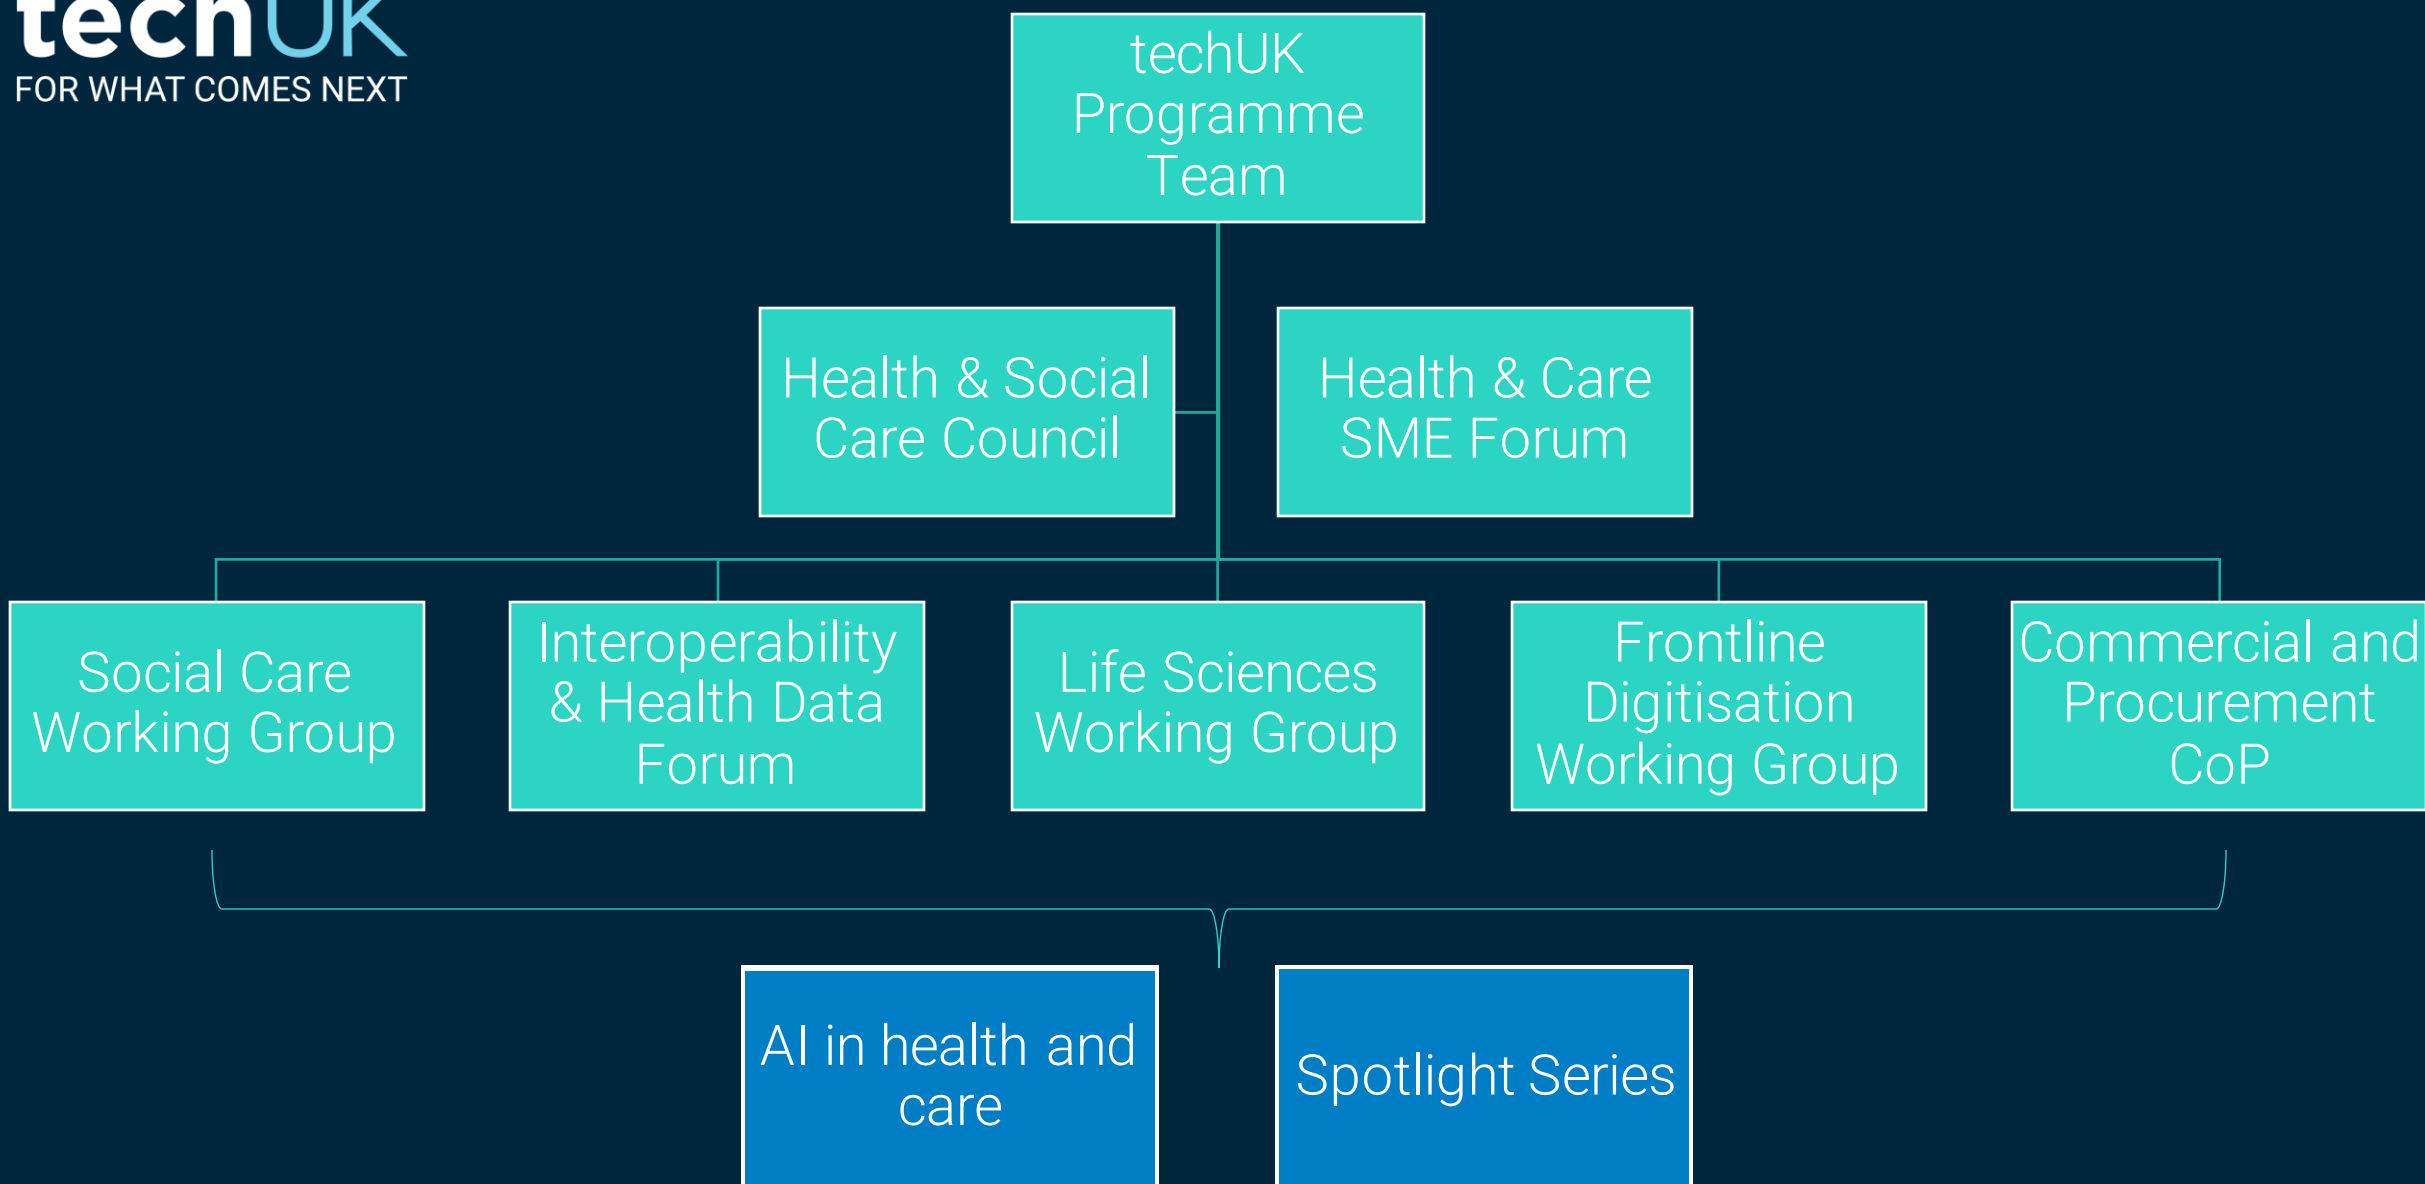 techUK
FOR WHAT COMES NEXT
techUK
Programme
Team
Health & Social
Care Council
Health & Care
SME Forum
Social Care
Working Group
Interoperability
& Health Data
Forum
Life Sciences
Working Group
Frontline
Digitisation
Working Group
Commercial and
Procurement
CoP
AI in health and
care
Spotlight Series